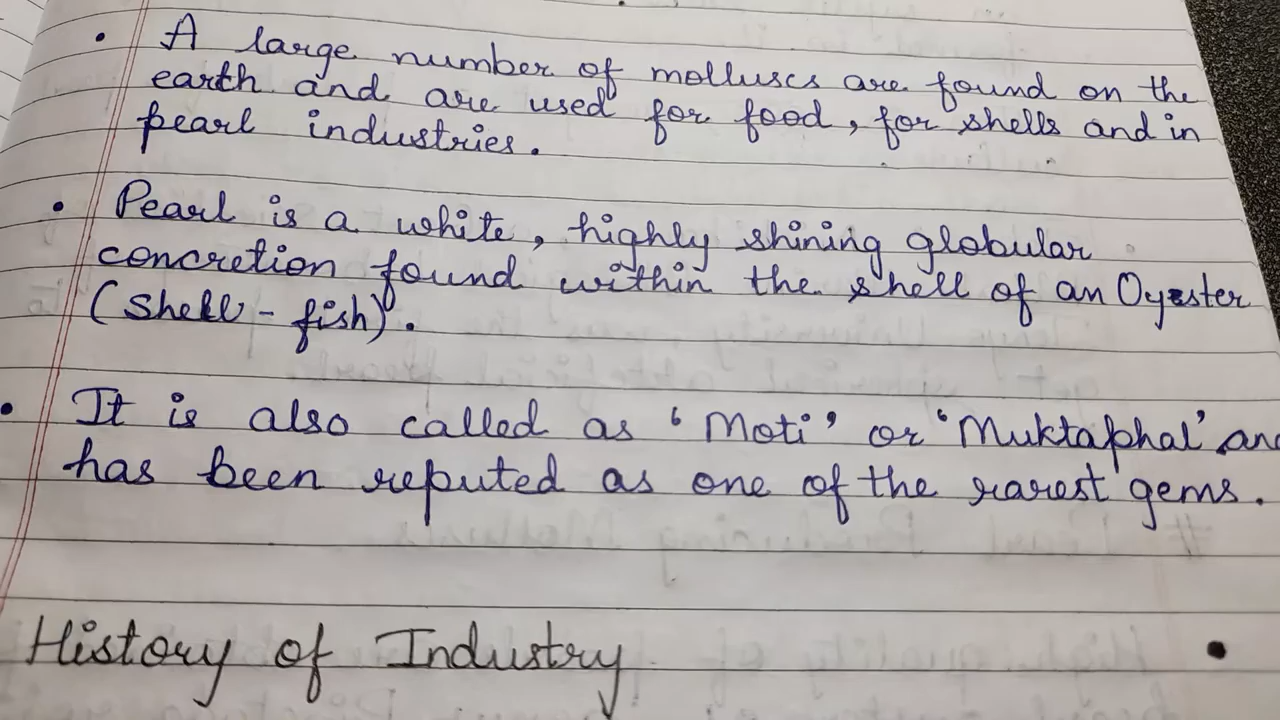 • A large number of molluscs are found on the
earth and are used for food, for shells and in
pearl industries.
• Pearl is a white, highly shining globular
concretion found within the shell of an Oyester
(Shell - fish).
• It is also called as 'Moti' or 'Muktaphal' and
has been reputed as one of the rarest gems.
History of Industry